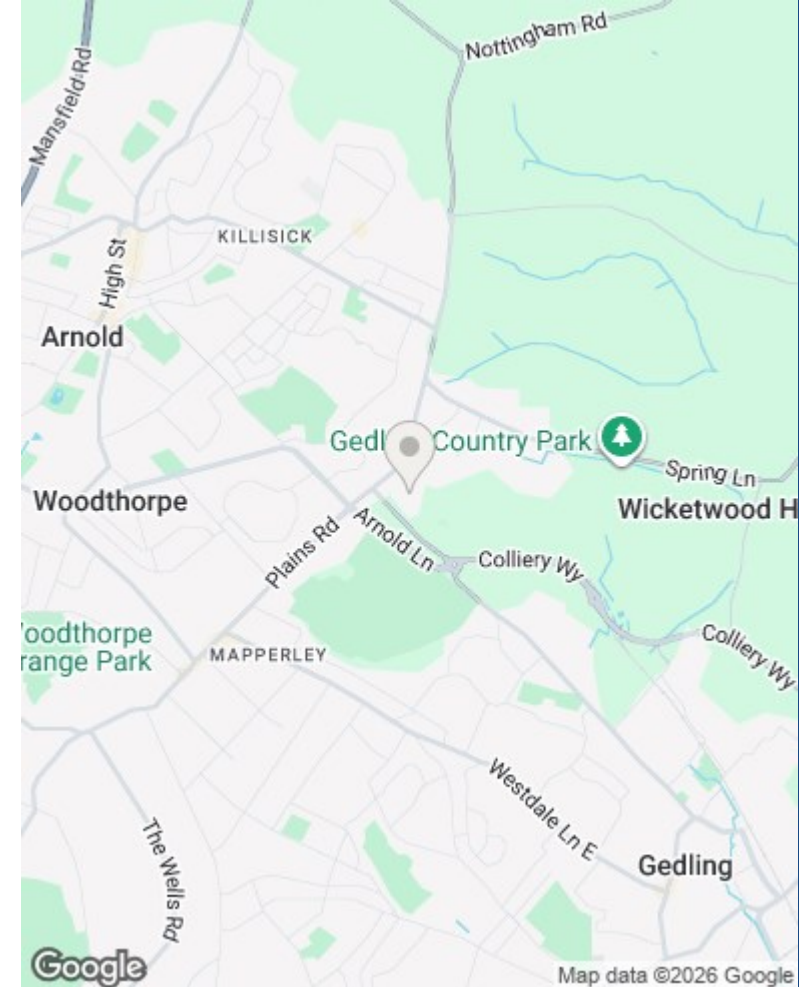 Nottingham Rd
Mansfield Rd
KILLISICK
High St
Arnold
Gedl Country Park
Spring Ln
Woodthorpe
Wicketwood H
Plains Rd
Arnold Ln
Colliery Wy
oodthorpe
range Park
Colliery Wy
MAPPERLEY
Westdale Ln E
The Wells Rd
Gedling
Google
Map data ©2026 Google